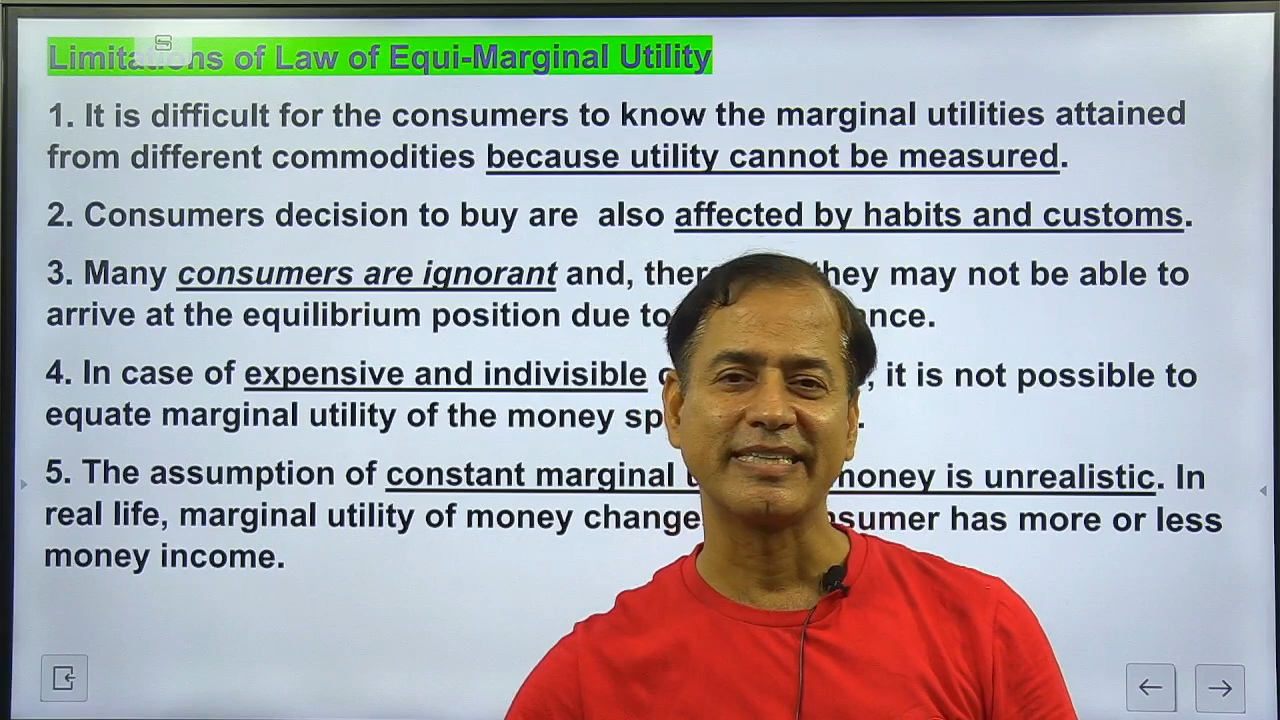 Limitations of Law of Equi-Marginal Utility
1. It is difficult for the consumers to know the marginal utilities attained
from different commodities because utility cannot be measured.
2. Consumers decision to buy are also affected by habits and customs.
3. Many consumers are ignorant and, they may not be able to
arrive at the equilibrium position due to
4. In case of expensive and indivisible , it is not possible to
equate marginal utility of the money .
5. The assumption of constant marginal money is unrealistic. In
real life, marginal utility of money has more or less
money income.